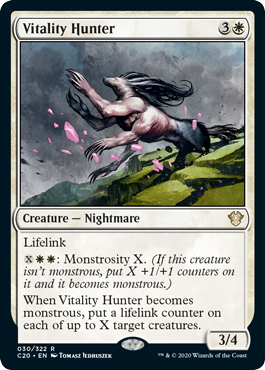 Vitality Hunter 3
Creature — Nightmare
Lifelink
X: Monstrosity X. (If this creature
isn't monstrous, put X +1/+1 counters
on it and it becomes monstrous.)
When Vitality Hunter becomes
monstrous, put a lifelink counter on
each of up to X target creatures.
3/4
030/322 R
C20 • EN Tomasz Jedruszek
™ & © 2020 Wizards of the Coast